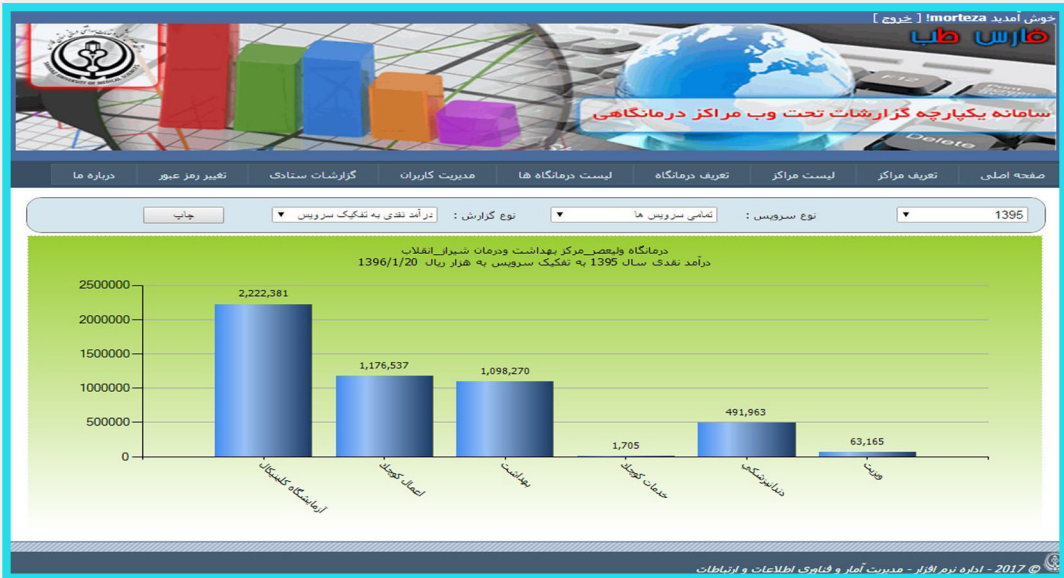 خوش آمدید morteza! [ خروج ]
فارس طب
سامانه یکپارچه گزارشات تحت وب مراکز درمانگاهی
F12
Delete
صفحه اصلی
تعریف مراکز
لیست مراکز
تعریف درمانگاه
لیست درمانگاه ها
مدیریت کاربران
گزارشات ستادی
تغییر رمز عبور
درباره ما
1395
نوع سرویس :
تمامی سرویس ها
نوع گزارش :
درآمد نقدی به تفکیک سرویس
چاپ
درمانگاه ولیعصر_مرکز بهداشت ودرمان شیراز_انقلاب
درآمد نقدی سال 1395 به تفکیک سرویس به هزار ریال 1396/1/20
2500000
2000000
1500000
1000000
500000
0
2,222,381
1,176,537
1,098,270
1,705
491,963
63,165
آزمایشگاه کلینیکال
اعمال کوچک
بهداشت
خدمات کوچک
دندانپزشکی
ویزیت
© 2017 - اداره نرم افزار - مدیریت آمار و فناوری اطلاعات و ارتباطات